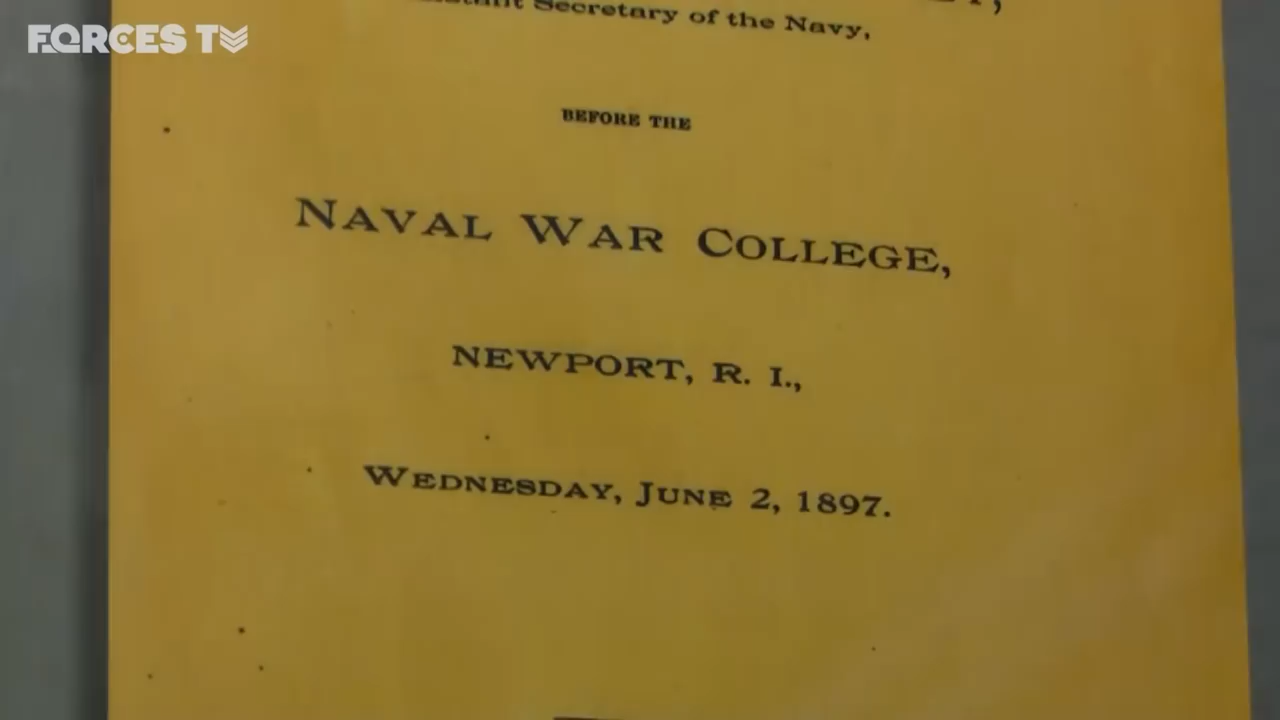 FORCES TV
Secretary of the Navy,
BEFORE THE
NAVAL WAR COLLEGE,
NEWPORT, R. I.,
WEDNESDAY, JUNE 2, 1897.